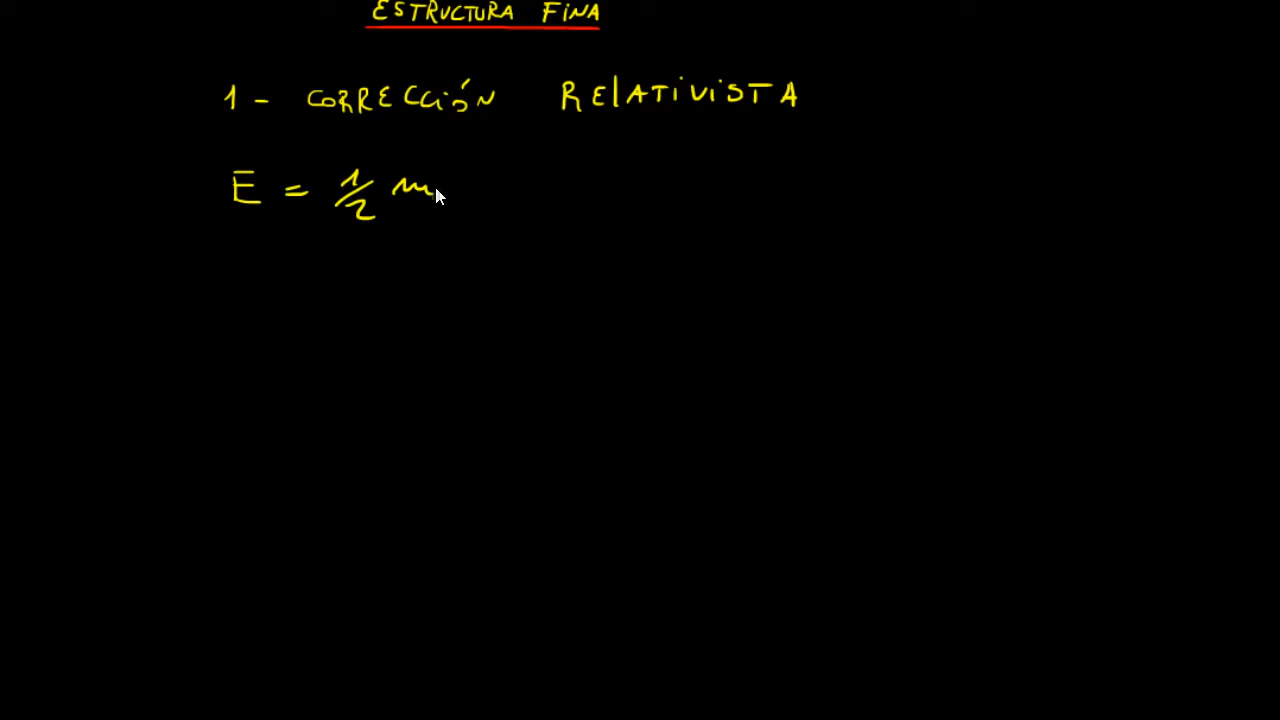 ESTRUCTURA FINA
1 - CORRECCIÓN RELATIVISTA
E = 1/2 m